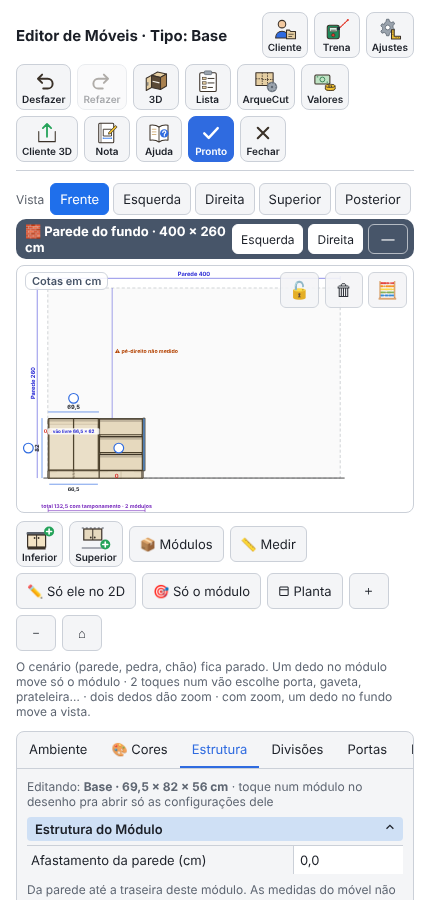 Editor de Móveis · Tipo: Base
Cliente
Trena
Ajustes
Desfazer
Refazer
3D
Lista
ArqueCut
Valores
Cliente 3D
Nota
Ajuda
Pronto
Fechar
Vista
Frente
Esquerda
Direita
Superior
Posterior
🧱 Parede do fundo · 400 × 260
cm
Esquerda
Direita
—
Cotas em cm
Parede 400
⚠ pé-direito não medido
Parede 260
69,5
vão livre 66,5 × 62
82
66,5
total 132,5 com tamponamento · 2 módulos
Inferior
Superior
📦 Módulos
📏 Medir
✏️ Só ele no 2D
🎯 Só o módulo
Planta
+
−
⌂
O cenário (parede, pedra, chão) fica parado. Um dedo no módulo
move só o módulo · 2 toques num vão escolhe porta, gaveta,
prateleira... · dois dedos dão zoom · com zoom, um dedo no fundo
move a vista.
Ambiente
🎨 Cores
Estrutura
Divisões
Portas
Editando: Base · 69,5 × 82 × 56 cm · toque num módulo no
desenho pra abrir só as configurações dele
Estrutura do Módulo
Afastamento da parede (cm)
0,0
Da parede até a traseira deste módulo. As medidas do móvel não